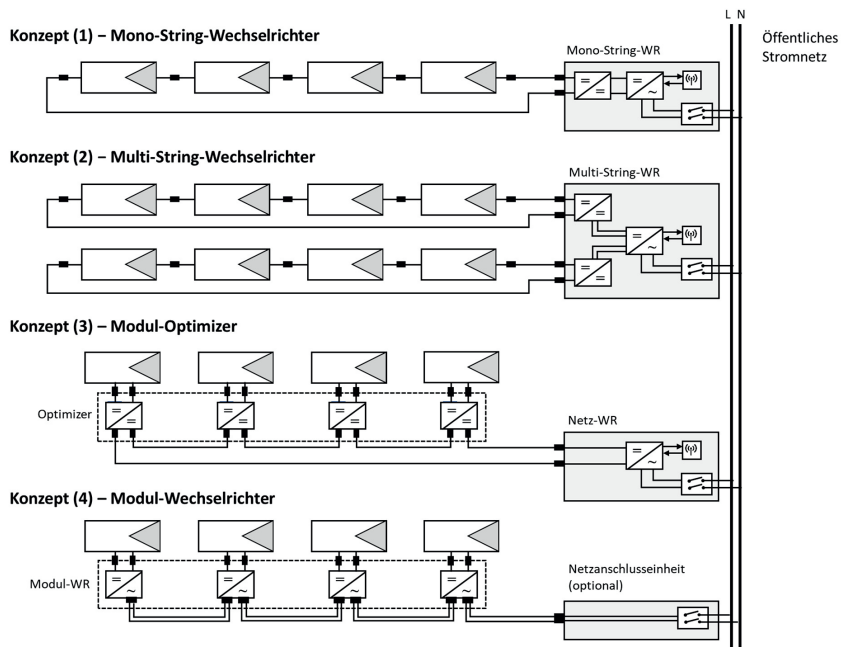 L N
Öffentliches
Stromnetz
Konzept (1) – Mono-String-Wechselrichter
Mono-String-WR
Konzept (2) – Multi-String-Wechselrichter
Multi-String-WR
Konzept (3) – Modul-Optimizer
Optimizer
Netz-WR
Konzept (4) – Modul-Wechselrichter
Modul-WR
Netzanschlusseinheit
(optional)